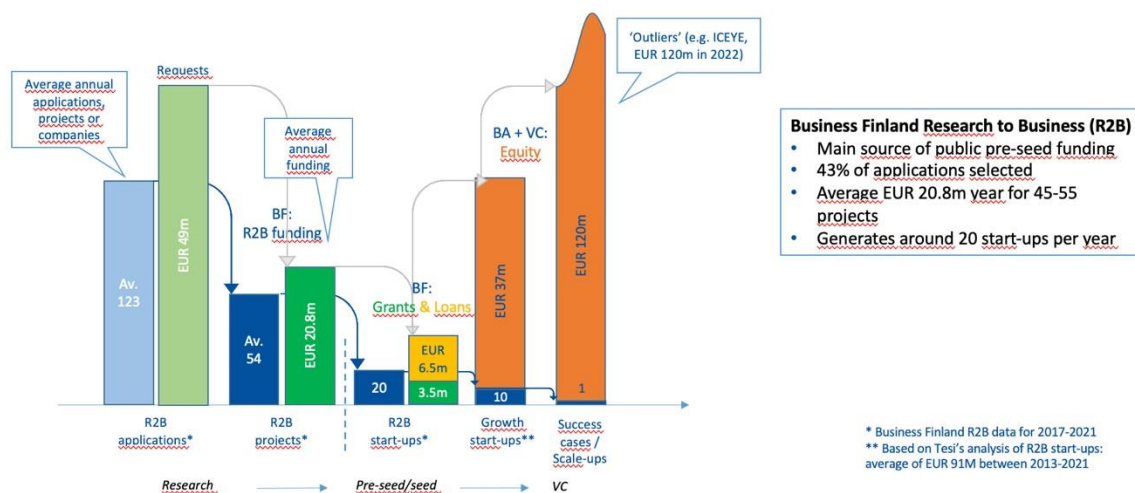 Requests
Average annual
applications,
projects or
companies
'Outliers' (e.g. ICEYE,
EUR 120m in 2022)
Average
annual
funding
BA + VC:
Equity
BF:
R2B funding
BF:
Grants & Loans
Av.
123
EUR 49m
Av.
54
EUR 20.8m
20
EUR
6.5m
3.5m
EUR 37m
10
EUR 120m
1
R2B
applications*
R2B
projects*
R2B
start-ups*
Growth
start-ups**
Success
cases /
Scale-ups
Research
Pre-seed/seed
VC
Business Finland Research to Business (R2B)
• Main source of public pre-seed funding
• 43% of applications selected
• Average EUR 20.8m year for 45-55
projects
• Generates around 20 start-ups per year
* Business Finland R2B data for 2017-2021
** Based on Tesi's analysis of R2B start-ups:
average of EUR 91M between 2013-2021